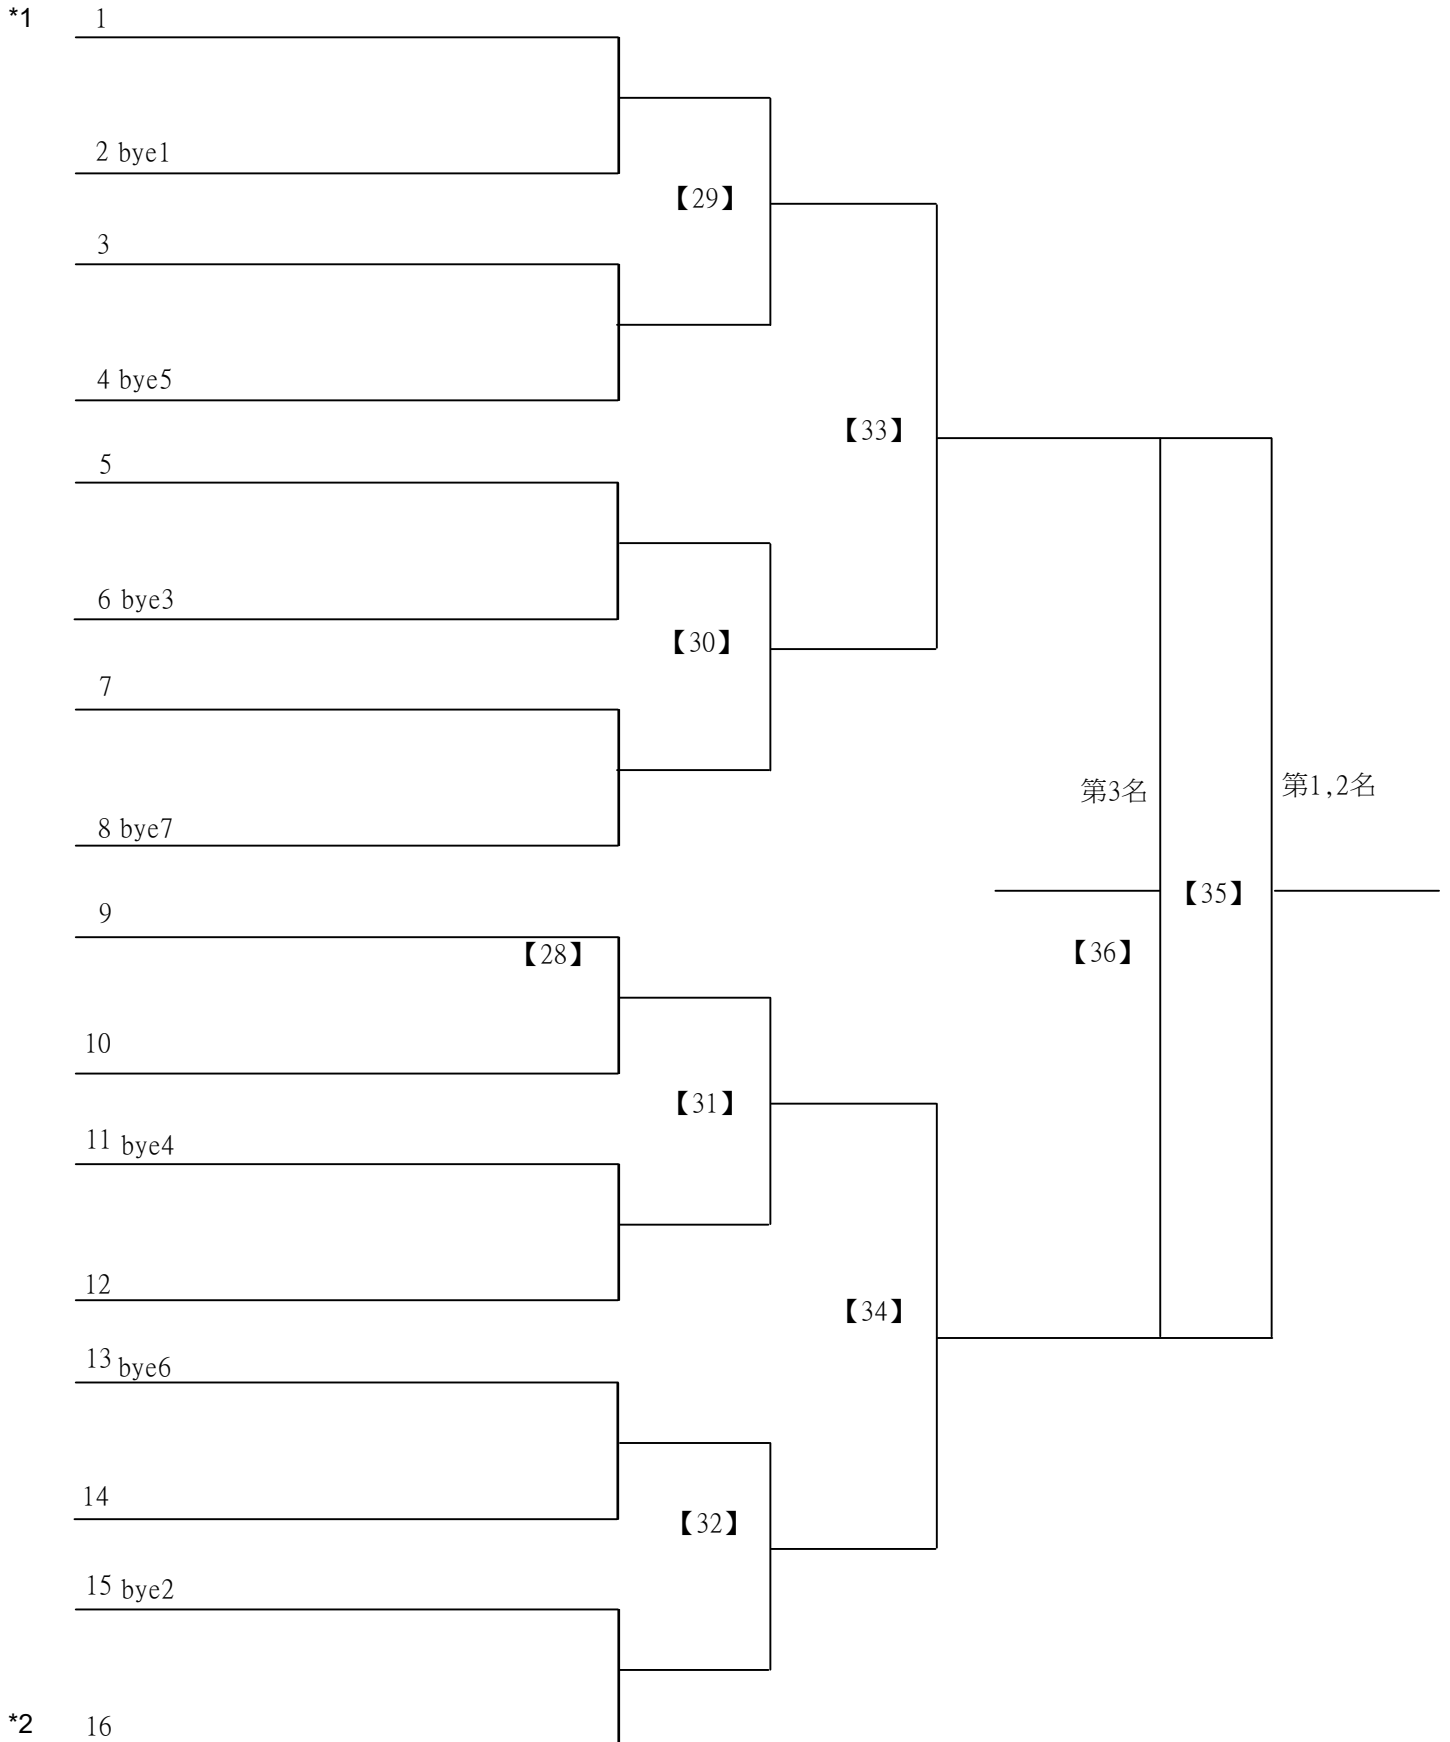 *1 1
2 bye1
【29】
3
4 bye5
【33】
5
6 bye3
【30】
7
第3名
第1,2名
8 bye7
【35】
9
【28】
【36】
10
【31】
11 bye4
12
【34】
13 bye6
14
【32】
15 bye2
*2 16